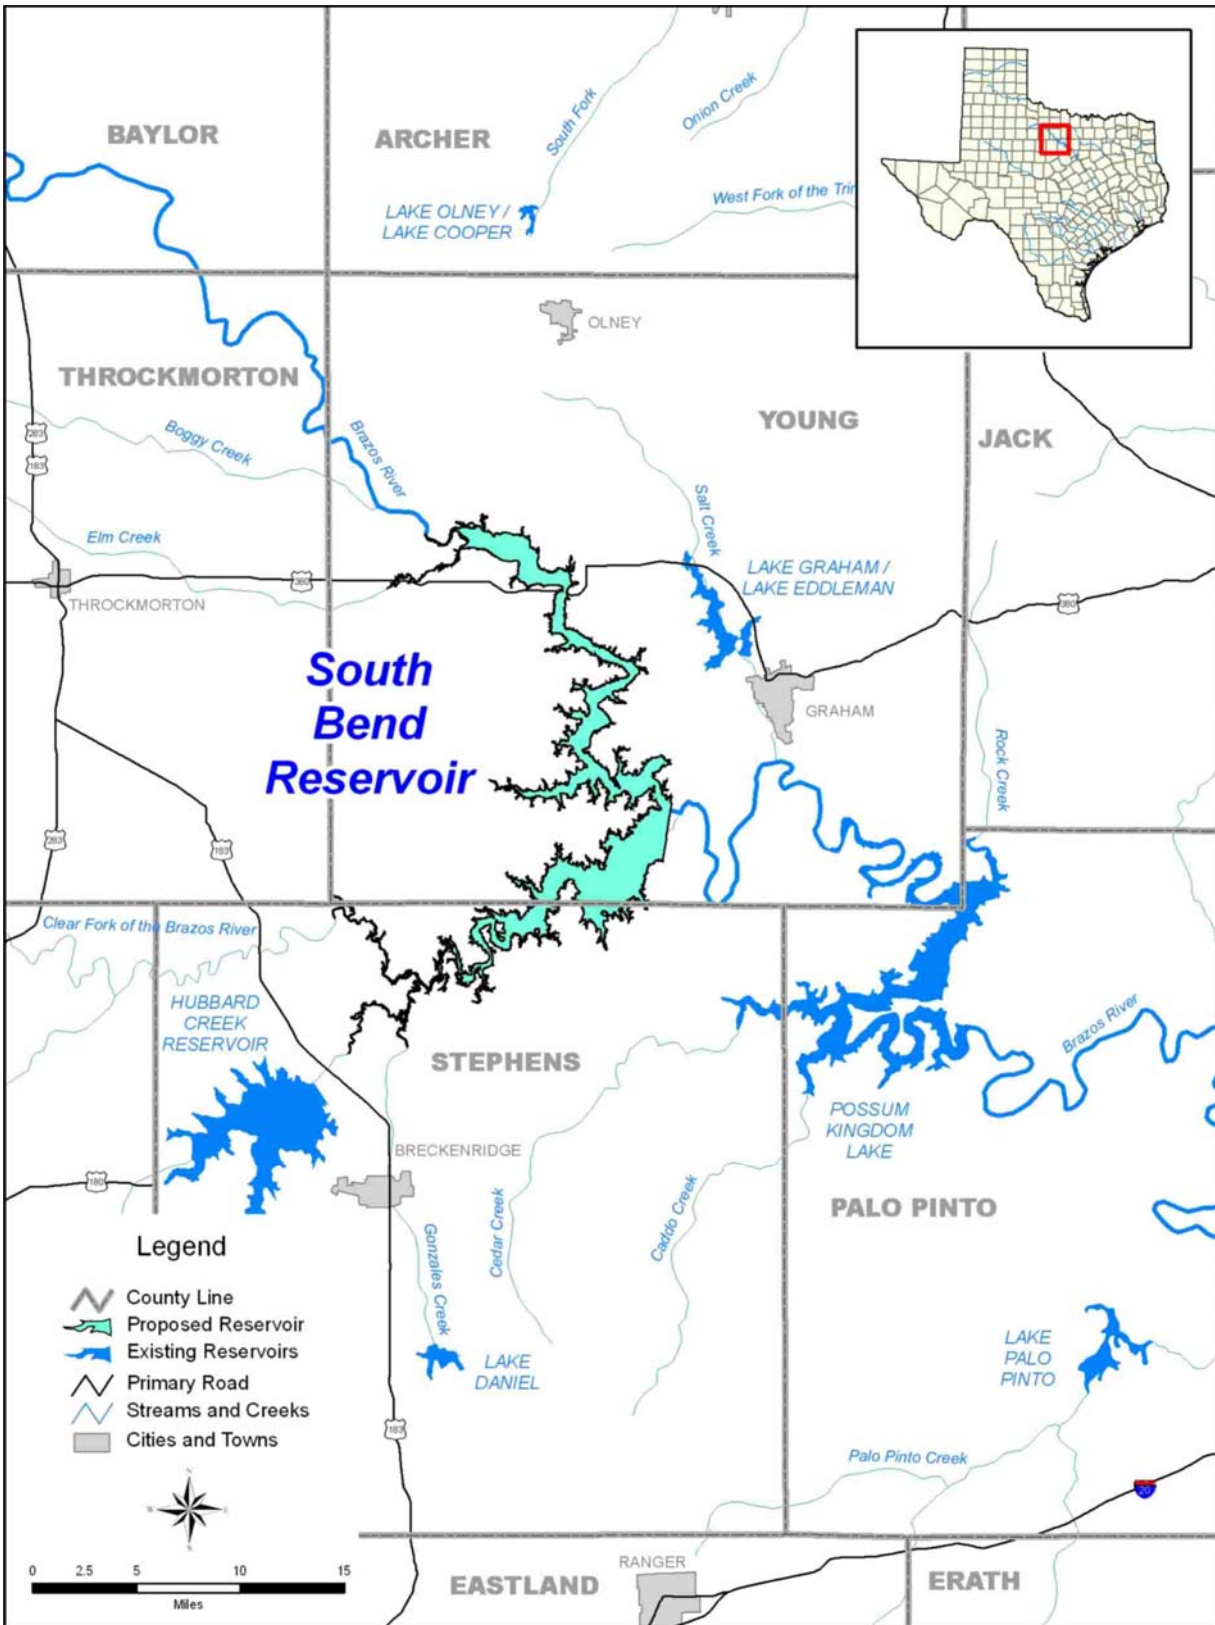 BAYLOR
ARCHER
South Fork
Onion Creek
West Fork of the Trin
LAKE OLNEY /
LAKE COOPER
OLNEY
THROCKMORTON
YOUNG
JACK
Boggy Creek
Brazos River
Salt Creek
283
183
Elm Creek
THROCKMORTON
380
LAKE GRAHAM /
LAKE EDDLEMAN
380
South
Bend
Reservoir
GRAHAM
Rock Creek
283
183
Clear Fork of the Brazos River
HUBBARD
CREEK
RESERVOIR
STEPHENS
Brazos River
POSSUM
KINGDOM
LAKE
BRECKENRIDGE
180
PALO PINTO
Gonzales Creek
Cedar Creek
Caddo Creek
Legend
County Line
Proposed Reservoir
Existing Reservoirs
Primary Road
Streams and Creeks
Cities and Towns
LAKE
DANIEL
LAKE
PALO
PINTO
183
Palo Pinto Creek
20
N
W E
S
0 2.5 5 10 15
Miles
RANGER
EASTLAND
ERATH